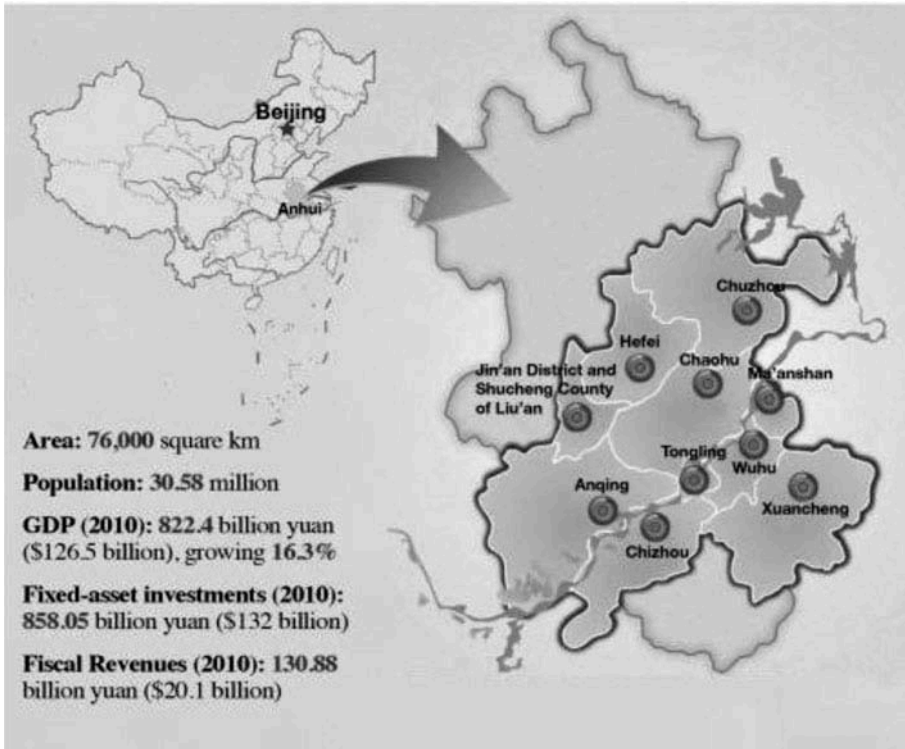 Beijing
Anhui
Chuzhou
Hefei
Chaohu
Ma'anshan
Jin'an District and
Shucheng County
of Liu'an
Tongling
Wuhu
Anqing
Xuancheng
Chizhou
Area: 76,000 square km
Population: 30.58 million
GDP (2010): 822.4 billion yuan
($126.5 billion), growing 16.3%
Fixed-asset investments (2010):
858.05 billion yuan ($132 billion)
Fiscal Revenues (2010): 130.88
billion yuan ($20.1 billion)